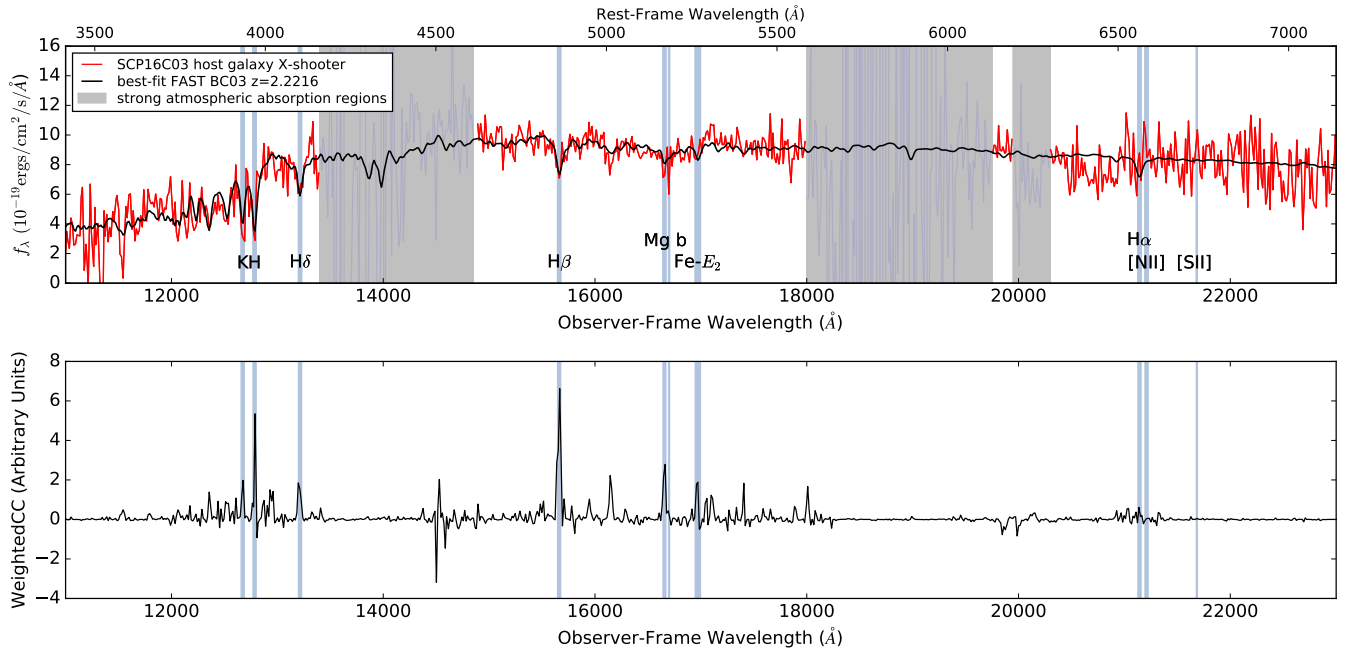 Rest-Frame Wavelength (Å)
3500 4000 4500 5000 5500 6000 6500 7000
16
14
12
10
8
6
4
2
0
f_λ (10^−19 ergs/cm^2/s/Å)
SCP16C03 host galaxy X-shooter
best-fit FAST BC03 z=2.2216
strong atmospheric absorption regions
KH Hδ Hβ Mg b Fe-E_2 Hα
[NII] [SII]
12000 14000 16000 18000 20000 22000
Observer-Frame Wavelength (Å)
8
6
4
2
0
−2
−4
WeightedCC (Arbitrary Units)
12000 14000 16000 18000 20000 22000
Observer-Frame Wavelength (Å)